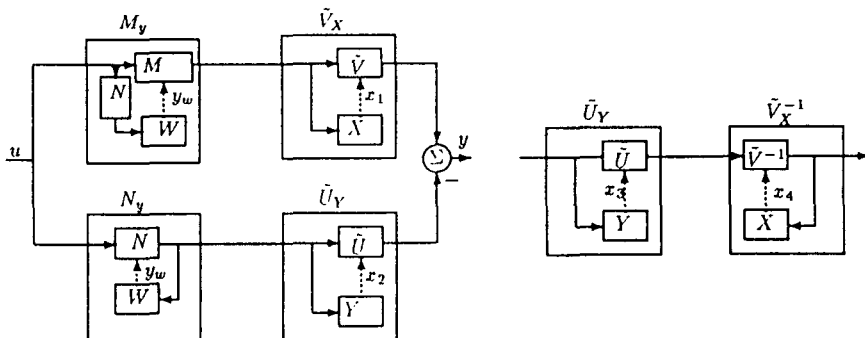 M_y
Ṽ_X
M
Ṽ
N
y_w
x_1
W
X
u
Σ
y
−
N_y
Ũ_Y
N
Ũ
y_w
x_2
W
Y
Ũ_Y
Ṽ_X^{-1}
Ũ
Ṽ^{-1}
x_3
x_4
Y
X